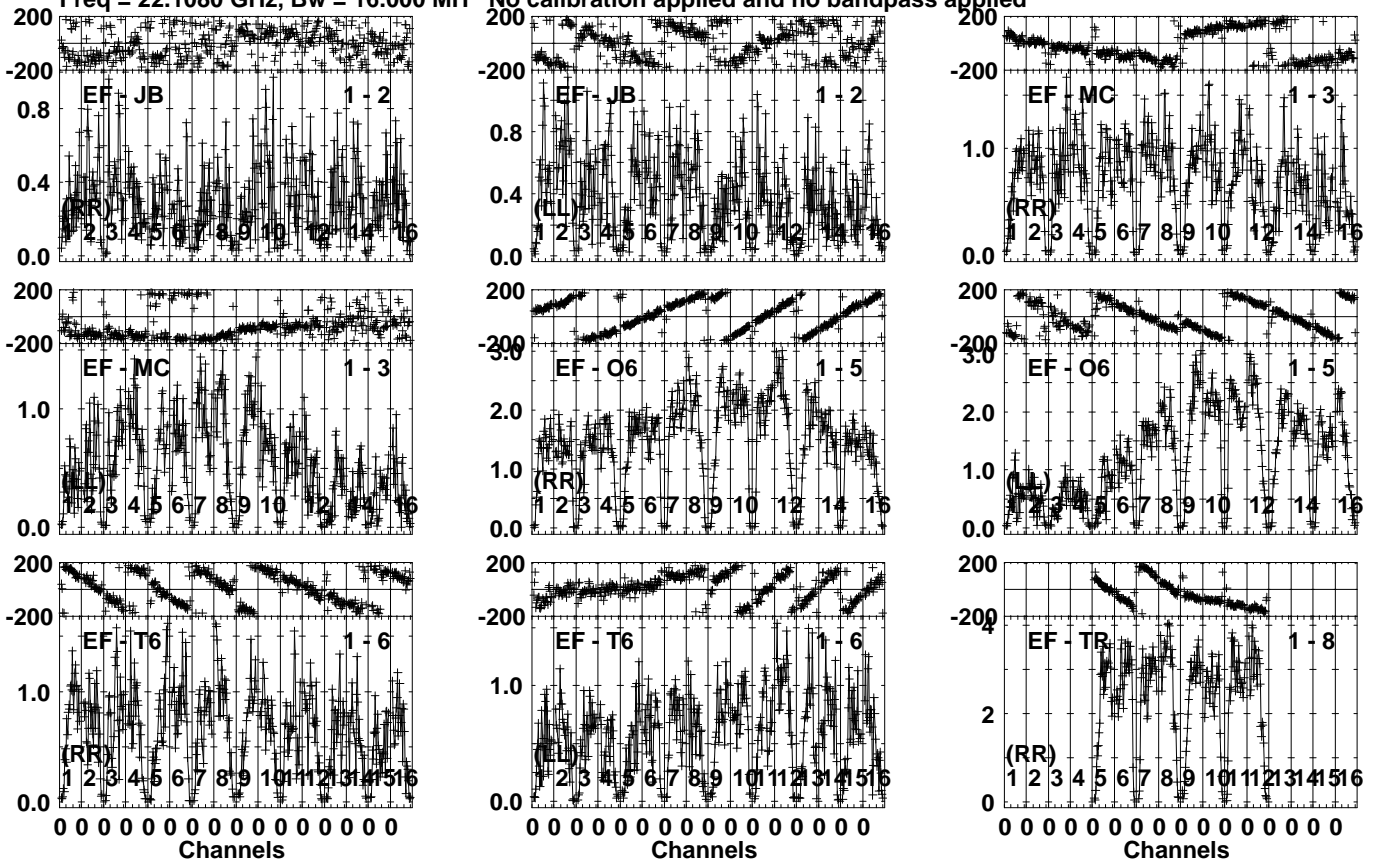 Freq = 22.1080 GHz, Bw = 16.000 MH No calibration applied and no bandpass applied
200
-200
EF - JB 1 - 2
0.8
0.4
(RR)
1 2 3 4 5 6 7 8 9 10 12 14 16
0.0
200
-200
EF - JB 1 - 2
0.8
0.4
(LL)
1 2 3 4 5 6 7 8 9 10 12 14 16
0.0
200
-200
EF - MC 1 - 3
1.0
(RR)
1 2 3 4 5 6 7 8 9 10 12 14 16
0.0
200
-200
EF - MC 1 - 3
1.0
(LL)
1 2 3 4 5 6 7 8 9 10 12 14 16
0.0
200
-200
3.0
EF - O6 1 - 5
2.0
1.0
(RR)
1 2 3 4 5 6 7 8 9 10 12 14 16
0.0
200
-200
3.0
EF - O6 1 - 5
2.0
1.0
(LL)
1 2 3 4 5 6 7 8 9 10 12 14 16
0.0
200
-200
EF - T6 1 - 6
1.0
(RR)
1 2 3 4 5 6 7 8 9 10 11 12 13 14 15 16
0.0
0 0 0 0 0 0 0 0 0 0 0 0 0 0 0 0
Channels
200
-200
EF - T6 1 - 6
1.0
(LL)
1 2 3 4 5 6 7 8 9 10 11 12 13 14 15 16
0.0
0 0 0 0 0 0 0 0 0 0 0 0 0 0 0 0
Channels
200
-200
4
EF - TR 1 - 8
2
(RR)
1 2 3 4 5 6 7 8 9 10 11 12 13 14 15 16
0
0 0 0 0 0 0 0 0 0 0 0 0 0 0 0 0
Channels